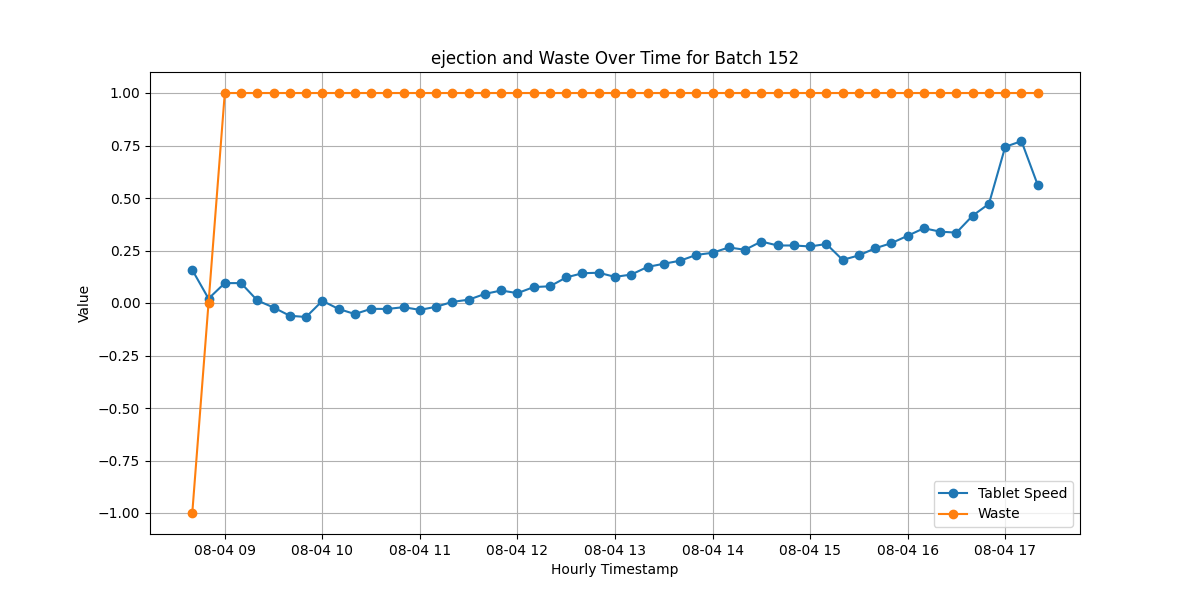 ejection and Waste Over Time for Batch 152
Value
1.00
0.75
0.50
0.25
0.00
−0.25
−0.50
−0.75
−1.00
Tablet Speed
Waste
08-04 09 08-04 10 08-04 11 08-04 12 08-04 13 08-04 14 08-04 15 08-04 16 08-04 17
Hourly Timestamp